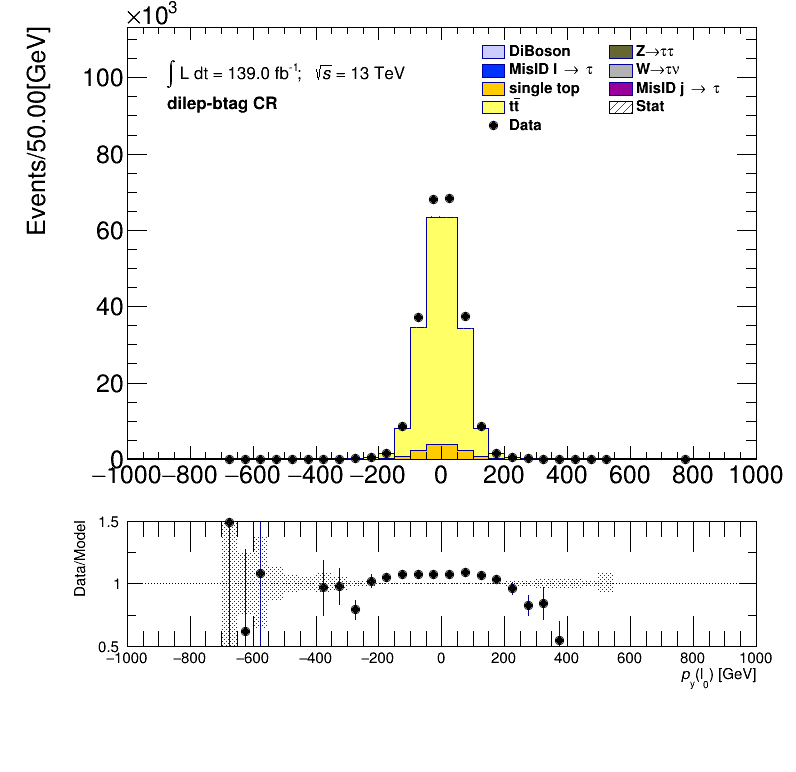 ×10³
Events/50.00[GeV]
100
80
60
40
20
0
∫ L dt = 139.0 fb⁻¹; √s = 13 TeV
dilep-btag CR
DiBoson
MisID l → τ
single top
tt̄
Data
Z→ττ
W→τν
MisID j → τ
Stat
−1000 −800 −600 −400 −200 0 200 400 600 800 1000
Data/Model
1.5
1
0.5
−1000 −800 −600 −400 −200 0 200 400 600 800 1000
p_y(l_0) [GeV]